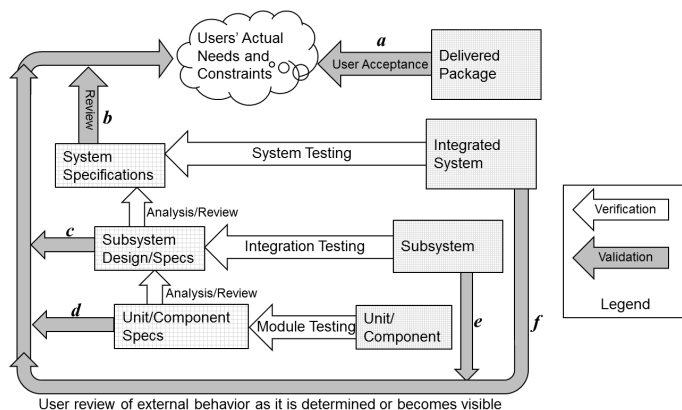 Users' Actual
Needs and
Constraints
a
User Acceptance
Delivered
Package
Review
b
System
Specifications
System Testing
Integrated
System
Analysis/Review
c
Subsystem
Design/Specs
Integration Testing
Subsystem
Analysis/Review
d
Unit/Component
Specs
Module Testing
Unit/
Component
e
f
Verification
Validation
Legend
User review of external behavior as it is determined or becomes visible